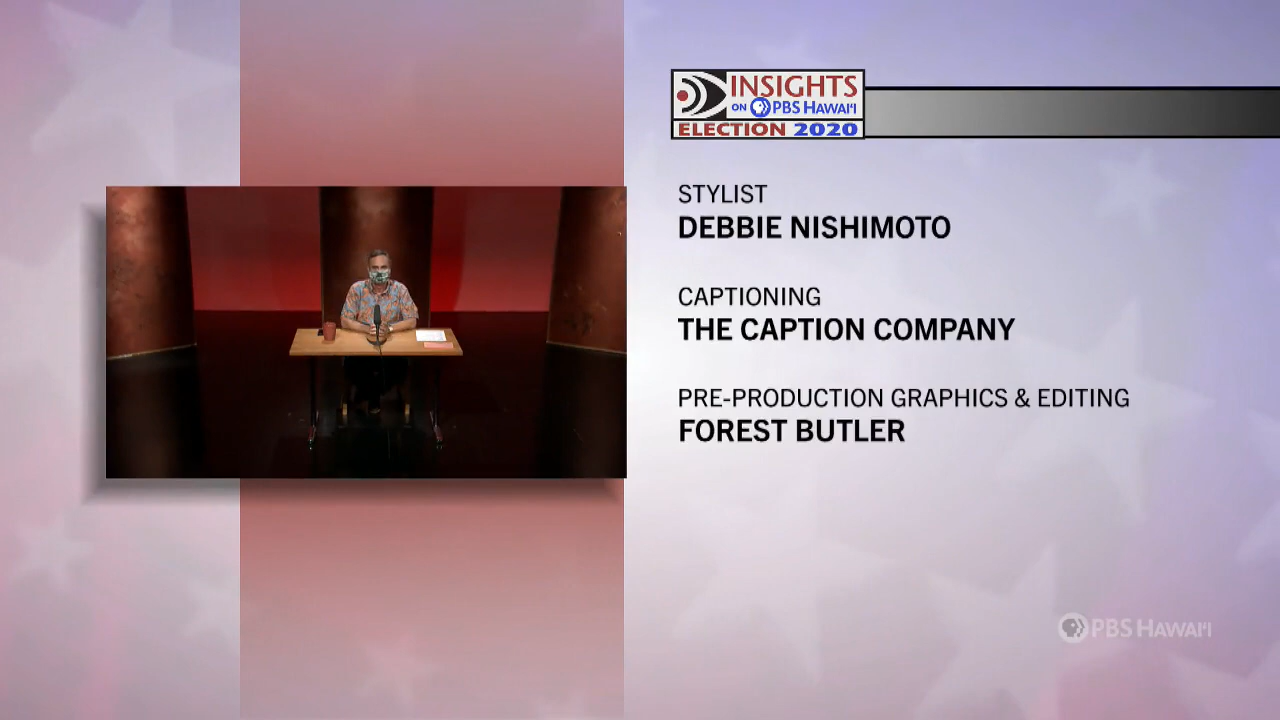 INSIGHTS
ON PBS HAWAI'I
ELECTION 2020
STYLIST
DEBBIE NISHIMOTO
CAPTIONING
THE CAPTION COMPANY
PRE-PRODUCTION GRAPHICS & EDITING
FOREST BUTLER
PBS HAWAI'I